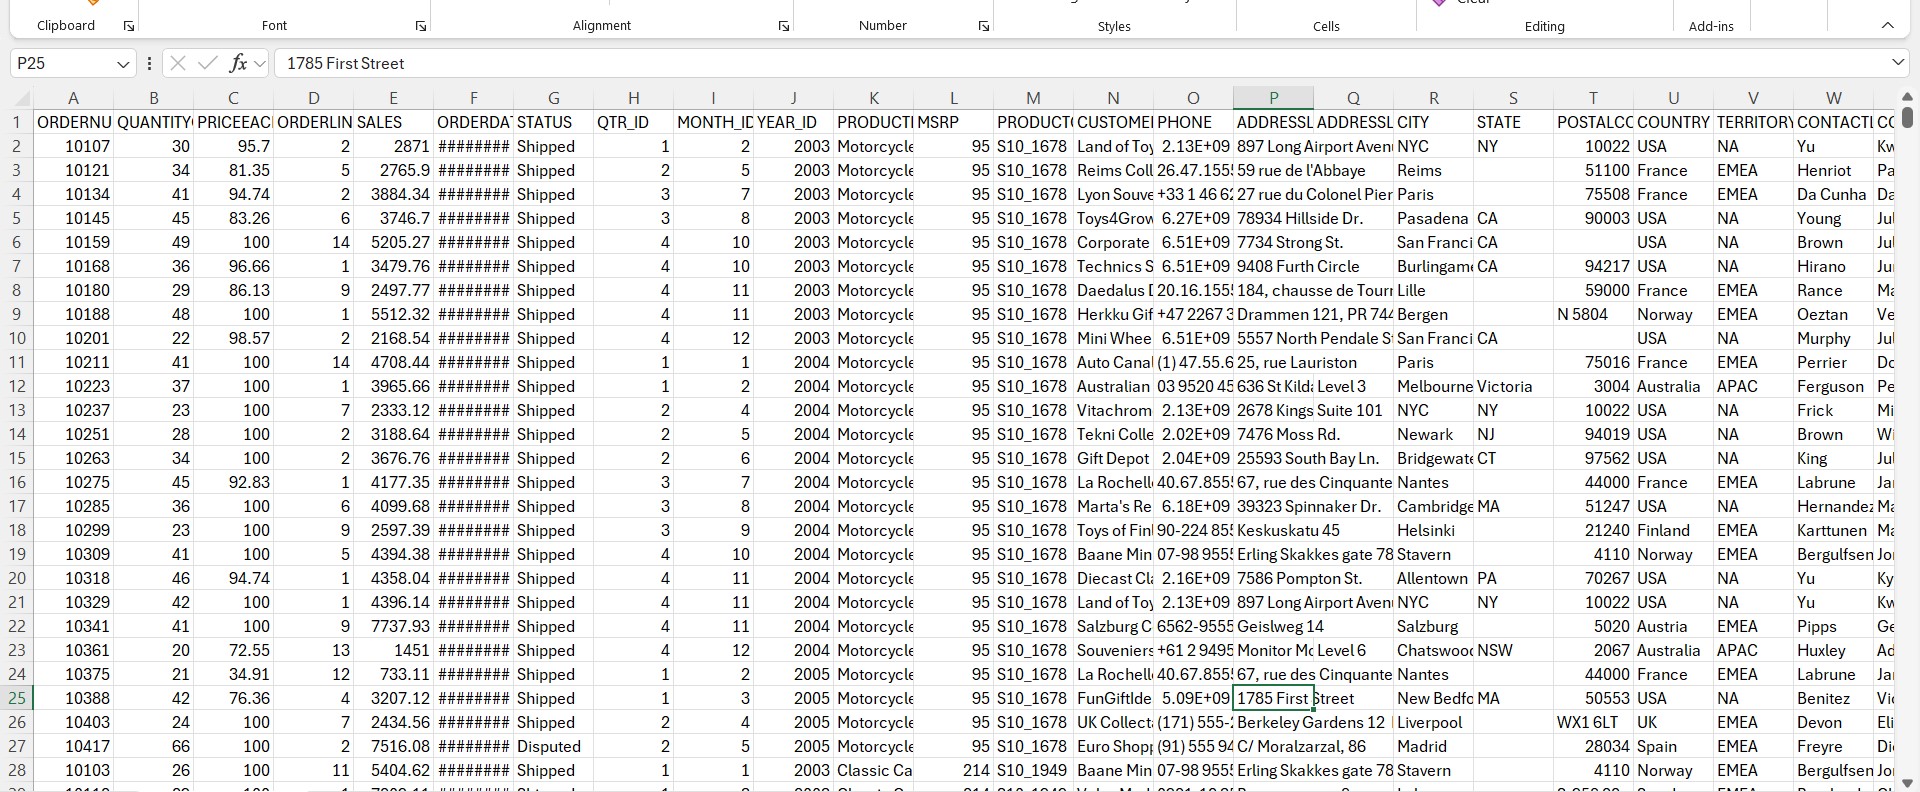 Clipboard Font Alignment Number Styles Cells Editing Add-ins
P25 fx 1785 First Street
A B C D E F G H I J K L M N O P Q R S T U V W
1 ORDERNU QUANTITY PRICEEAC ORDERLIN SALES ORDERDAT STATUS QTR_ID MONTH_ID YEAR_ID PRODUCTI MSRP PRODUCT CUSTOMEI PHONE ADDRESSL ADDRESSL CITY STATE POSTALCO COUNTRY TERRITORY CONTACTL CO
2 10107 30 95.7 2 2871 ######## Shipped 1 2 2003 Motorcycle 95 S10_1678 Land of Toy 2.13E+09 897 Long Airport Aven NYC NY 10022 USA NA Yu Kw
3 10121 34 81.35 5 2765.9 ######## Shipped 2 5 2003 Motorcycle 95 S10_1678 Reims Coll 26.47.1555 59 rue de l'Abbaye Reims 51100 France EMEA Henriot Pa
4 10134 41 94.74 2 3884.34 ######## Shipped 3 7 2003 Motorcycle 95 S10_1678 Lyon Souve +33 1 46 62 27 rue du Colonel Pier Paris 75508 France EMEA Da Cunha Da
5 10145 45 83.26 6 3746.7 ######## Shipped 3 8 2003 Motorcycle 95 S10_1678 Toys4Grow 6.27E+09 78934 Hillside Dr. Pasadena CA 90003 USA NA Young Jul
6 10159 49 100 14 5205.27 ######## Shipped 4 10 2003 Motorcycle 95 S10_1678 Corporate 6.51E+09 7734 Strong St. San Franci CA USA NA Brown Jul
7 10168 36 96.66 1 3479.76 ######## Shipped 4 10 2003 Motorcycle 95 S10_1678 Technics S 6.51E+09 9408 Furth Circle Burlingame CA 94217 USA NA Hirano Ju
8 10180 29 86.13 9 2497.77 ######## Shipped 4 11 2003 Motorcycle 95 S10_1678 Daedalus D 20.16.1555 184, chausse de Tourn Lille 59000 France EMEA Rance Ma
9 10188 48 100 1 5512.32 ######## Shipped 4 11 2003 Motorcycle 95 S10_1678 Herkku Gif +47 2267 3 Drammen 121, PR 744 Bergen N 5804 Norway EMEA Oeztan Ve
10 10201 22 98.57 2 2168.54 ######## Shipped 4 12 2003 Motorcycle 95 S10_1678 Mini Whee 6.51E+09 5557 North Pendale St San Franci CA USA NA Murphy Jul
11 10211 41 100 14 4708.44 ######## Shipped 1 1 2004 Motorcycle 95 S10_1678 Auto Canal (1) 47.55.6 25, rue Lauriston Paris 75016 France EMEA Perrier Do
12 10223 37 100 1 3965.66 ######## Shipped 1 2 2004 Motorcycle 95 S10_1678 Australian 03 9520 45 636 St Kilda Level 3 Melbourne Victoria 3004 Australia APAC Ferguson Pe
13 10237 23 100 7 2333.12 ######## Shipped 2 4 2004 Motorcycle 95 S10_1678 Vitachrom 2.13E+09 2678 Kings Suite 101 NYC NY 10022 USA NA Frick Mi
14 10251 28 100 2 3188.64 ######## Shipped 2 5 2004 Motorcycle 95 S10_1678 Tekni Colle 2.02E+09 7476 Moss Rd. Newark NJ 94019 USA NA Brown Wi
15 10263 34 100 2 3676.76 ######## Shipped 2 6 2004 Motorcycle 95 S10_1678 Gift Depot 2.04E+09 25593 South Bay Ln. Bridgewate CT 97562 USA NA King Jul
16 10275 45 92.83 1 4177.35 ######## Shipped 3 7 2004 Motorcycle 95 S10_1678 La Rochell 40.67.8555 67, rue des Cinquante Nantes 44000 France EMEA Labrune Jan
17 10285 36 100 6 4099.68 ######## Shipped 3 8 2004 Motorcycle 95 S10_1678 Marta's Re 6.18E+09 39323 Spinnaker Dr. Cambridge MA 51247 USA NA Hernandez Ma
18 10299 23 100 9 2597.39 ######## Shipped 3 9 2004 Motorcycle 95 S10_1678 Toys of Finl 90-224 855 Keskuskatu 45 Helsinki 21240 Finland EMEA Karttunen Ma
19 10309 41 100 5 4394.38 ######## Shipped 4 10 2004 Motorcycle 95 S10_1678 Baane Min 07-98 9555 Erling Skakkes gate 78 Stavern 4110 Norway EMEA Bergulfsen Jo
20 10318 46 94.74 1 4358.04 ######## Shipped 4 11 2004 Motorcycle 95 S10_1678 Diecast Cla 2.16E+09 7586 Pompton St. Allentown PA 70267 USA NA Yu Ky
21 10329 42 100 1 4396.14 ######## Shipped 4 11 2004 Motorcycle 95 S10_1678 Land of Toy 2.13E+09 897 Long Airport Aven NYC NY 10022 USA NA Yu Kw
22 10341 41 100 9 7737.93 ######## Shipped 4 11 2004 Motorcycle 95 S10_1678 Salzburg C 6562-9555 Geislweg 14 Salzburg 5020 Austria EMEA Pipps Ge
23 10361 20 72.55 13 1451 ######## Shipped 4 12 2004 Motorcycle 95 S10_1678 Souveniers +61 2 9495 Monitor Mo Level 6 Chatswood NSW 2067 Australia APAC Huxley Ad
24 10375 21 34.91 12 733.11 ######## Shipped 1 2 2005 Motorcycle 95 S10_1678 La Rochell 40.67.8555 67, rue des Cinquante Nantes 44000 France EMEA Labrune Jan
25 10388 42 76.36 4 3207.12 ######## Shipped 1 3 2005 Motorcycle 95 S10_1678 FunGiftIde 5.09E+09 1785 First Street New Bedfo MA 50553 USA NA Benitez Vic
26 10403 24 100 7 2434.56 ######## Shipped 2 4 2005 Motorcycle 95 S10_1678 UK Collecta (171) 555-2 Berkeley Gardens 12 Liverpool WX1 6LT UK EMEA Devon Eli
27 10417 66 100 2 7516.08 ######## Disputed 2 5 2005 Motorcycle 95 S10_1678 Euro Shopp (91) 555 94 C/ Moralzarzal, 86 Madrid 28034 Spain EMEA Freyre Di
28 10103 26 100 11 5404.62 ######## Shipped 1 1 2003 Classic Ca 214 S10_1949 Baane Min 07-98 9555 Erling Skakkes gate 78 Stavern 4110 Norway EMEA Bergulfsen Jo